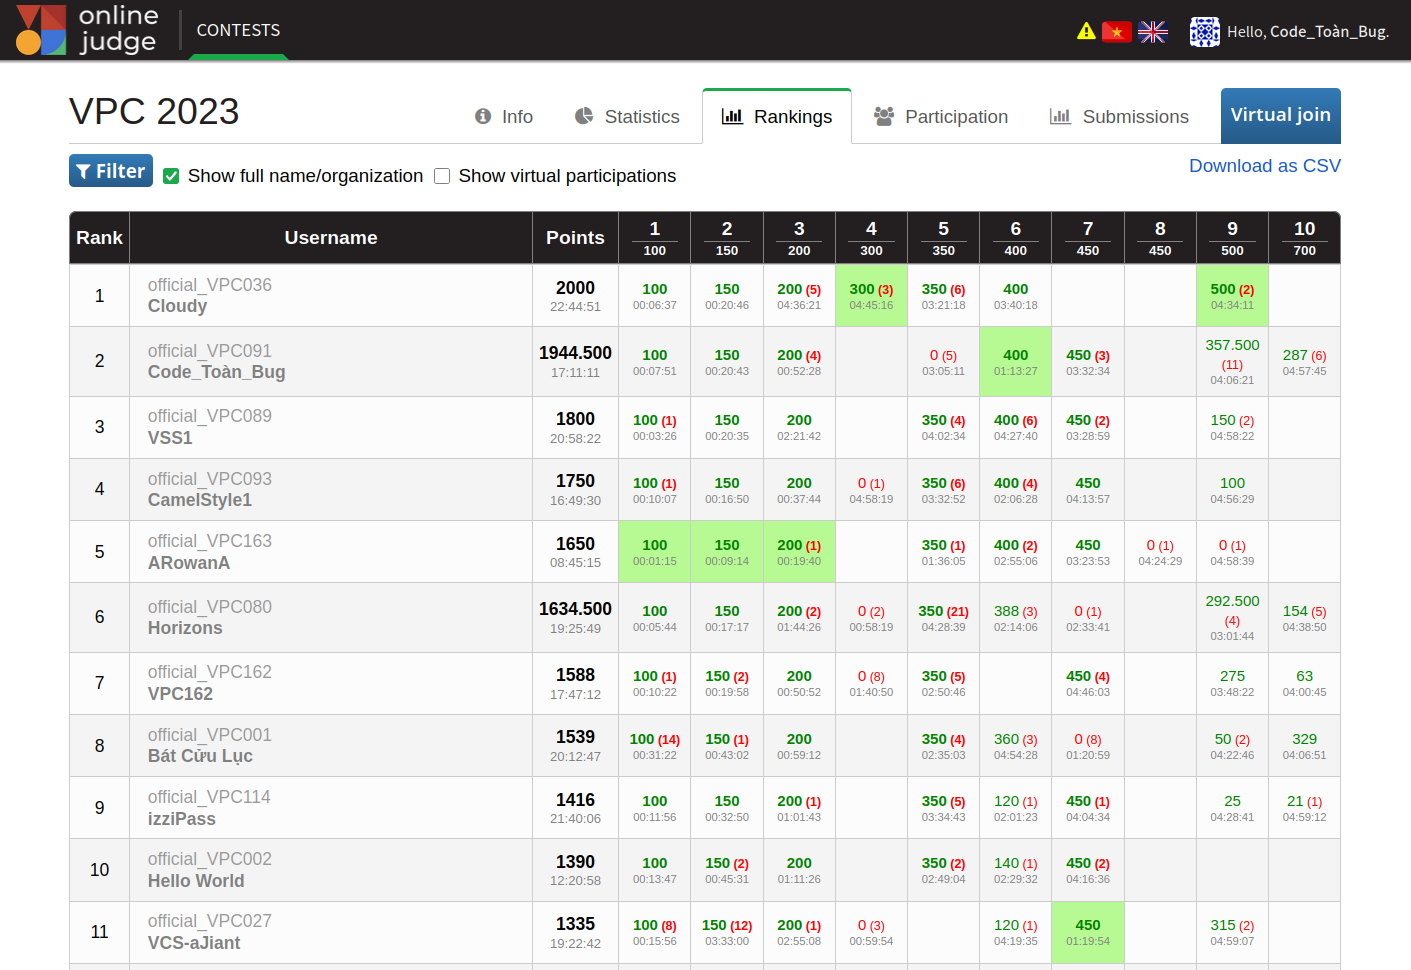 online
judge
CONTESTS
Hello, Code_Toàn_Bug.
VPC 2023
Info
Statistics
Rankings
Participation
Submissions
Virtual join
Filter
Show full name/organization
Show virtual participations
Download as CSV
Rank Username Points 1 2 3 4 5 6 7 8 9 10
100 150 200 300 350 400 450 450 500 700
official_VPC036
1 Cloudy 2000 100 150 200 (5) 300 (3) 350 (6) 400 500 (2)
22:44:51 00:06:37 00:20:46 04:36:21 04:45:16 03:21:18 03:40:18 04:34:11
official_VPC091
2 Code_Toàn_Bug 1944.500 100 150 200 (4) 0 (5) 400 450 (3) 357.500 (11) 287 (6)
17:11:11 00:07:51 00:20:43 00:52:28 03:05:11 01:13:27 03:32:34 04:06:21 04:57:45
official_VPC089
3 VSS1 1800 100 (1) 150 200 350 (4) 400 (6) 450 (2) 150 (2)
20:58:22 00:03:26 00:20:35 02:21:42 04:02:34 04:27:40 03:28:59 04:58:22
official_VPC093
4 CamelStyle1 1750 100 (1) 150 200 0 (1) 350 (6) 400 (4) 450 100
16:49:30 00:10:07 00:16:50 00:37:44 04:58:19 03:32:52 02:06:28 04:13:57 04:56:29
official_VPC163
5 ARowanA 1650 100 150 200 (1) 350 (1) 400 (2) 450 0 (1) 0 (1)
08:45:15 00:01:15 00:09:14 00:19:40 01:36:05 02:55:06 03:23:53 04:24:29 04:58:39
official_VPC080
6 Horizons 1634.500 100 150 200 (2) 0 (2) 350 (21) 388 (3) 0 (1) 292.500 (4) 154 (5)
19:25:49 00:05:44 00:17:17 01:44:26 00:58:19 04:28:39 02:14:06 02:33:41 03:01:44 04:38:50
official_VPC162
7 VPC162 1588 100 (1) 150 (2) 200 0 (8) 350 (5) 450 (4) 275 63
17:47:12 00:10:22 00:19:58 00:50:52 01:40:50 02:50:46 04:46:03 03:48:22 04:00:45
official_VPC001
8 Bát Cửu Lục 1539 100 (14) 150 (1) 200 350 (4) 360 (3) 0 (8) 50 (2) 329
20:12:47 00:31:22 00:43:02 00:59:12 02:35:03 04:54:28 01:20:59 04:22:46 04:06:51
official_VPC114
9 izziPass 1416 100 150 200 (1) 350 (5) 120 (1) 450 (1) 25 21 (1)
21:40:06 00:11:56 00:32:50 01:01:43 03:34:43 02:01:23 04:04:34 04:28:41 04:59:12
official_VPC002
10 Hello World 1390 100 150 (2) 200 350 (2) 140 (1) 450 (2)
12:20:58 00:13:47 00:45:31 01:11:26 02:49:04 02:29:32 04:16:36
official_VPC027
11 VCS-aJiant 1335 100 (8) 150 (12) 200 (1) 0 (3) 120 (1) 450 315 (2)
19:22:42 00:15:56 03:33:00 02:55:08 00:59:54 04:19:35 01:19:54 04:59:07